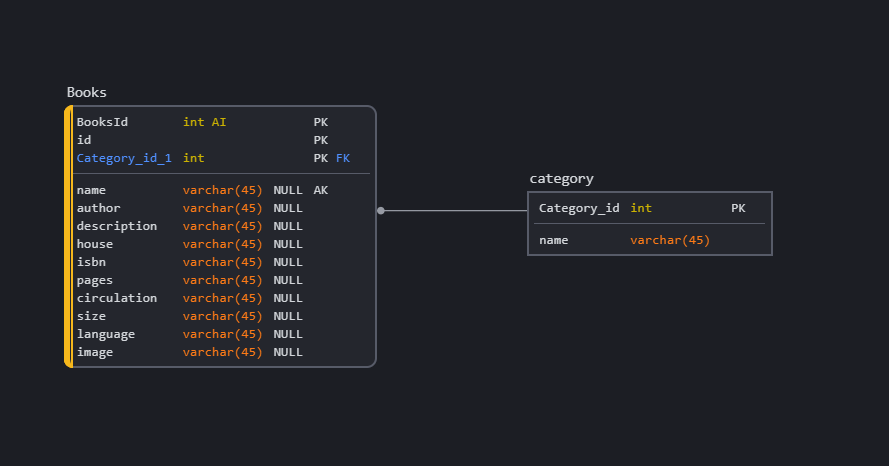 Books
BooksId int AI PK
id PK
Category_id_1 int PK FK
name varchar(45) NULL AK
author varchar(45) NULL
description varchar(45) NULL
house varchar(45) NULL
isbn varchar(45) NULL
pages varchar(45) NULL
circulation varchar(45) NULL
size varchar(45) NULL
language varchar(45) NULL
image varchar(45) NULL
category
Category_id int PK
name varchar(45)